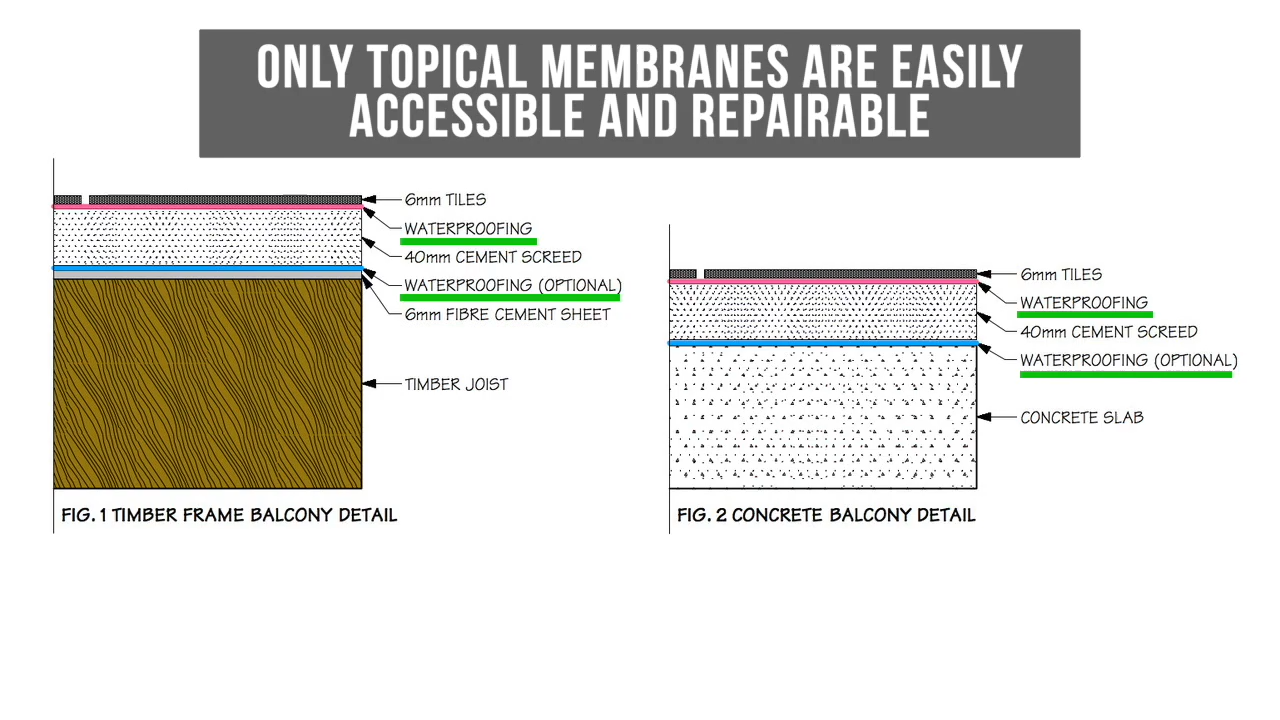 ONLY TOPICAL MEMBRANES ARE EASILY
ACCESSIBLE AND REPAIRABLE
6mm TILES
WATERPROOFING
40mm CEMENT SCREED
WATERPROOFING (OPTIONAL)
6mm FIBRE CEMENT SHEET
TIMBER JOIST
FIG. 1 TIMBER FRAME BALCONY DETAIL
6mm TILES
WATERPROOFING
40mm CEMENT SCREED
WATERPROOFING (OPTIONAL)
CONCRETE SLAB
FIG. 2 CONCRETE BALCONY DETAIL